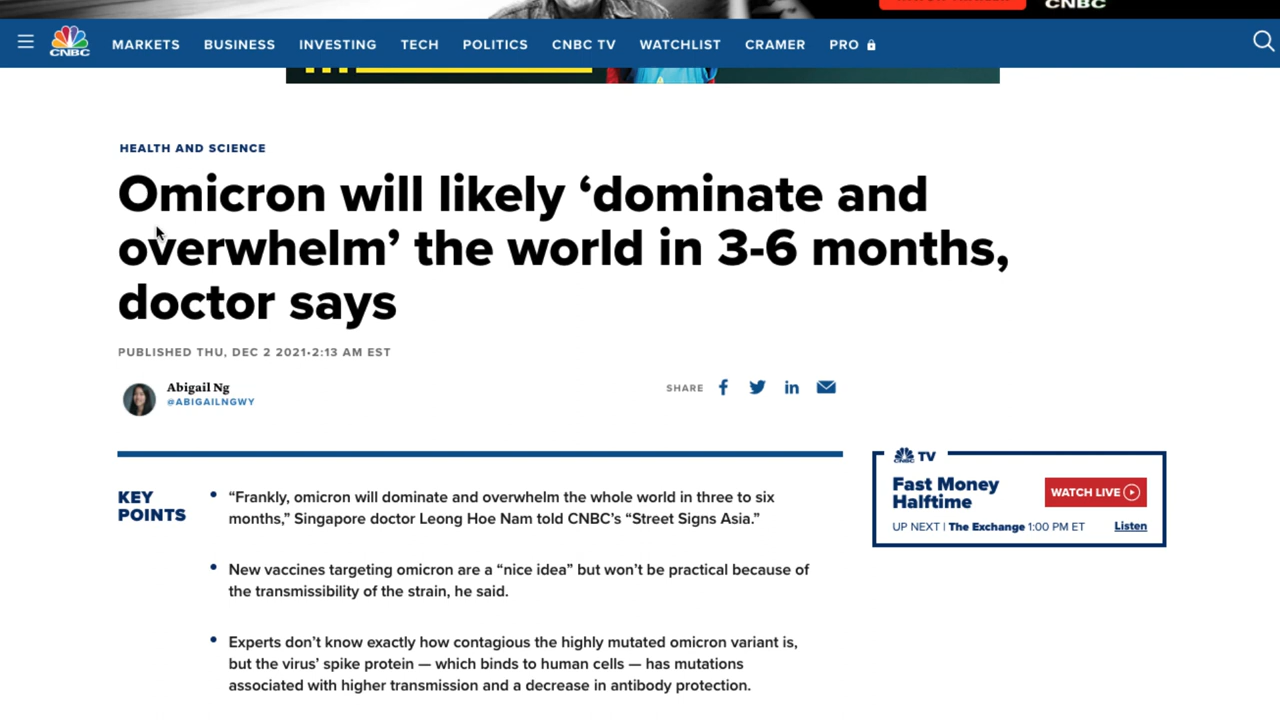 CNBC
CNBC
MARKETS BUSINESS INVESTING TECH POLITICS CNBC TV WATCHLIST CRAMER PRO
HEALTH AND SCIENCE
Omicron will likely ‘dominate and
overwhelm’ the world in 3-6 months,
doctor says
PUBLISHED THU, DEC 2 2021•2:13 AM EST
Abigail Ng
@ABIGAILNGWY
SHARE
KEY
POINTS
“Frankly, omicron will dominate and overwhelm the whole world in three to six
months,” Singapore doctor Leong Hoe Nam told CNBC’s “Street Signs Asia.”
New vaccines targeting omicron are a “nice idea” but won’t be practical because of
the transmissibility of the strain, he said.
Experts don’t know exactly how contagious the highly mutated omicron variant is,
but the virus’ spike protein — which binds to human cells — has mutations
associated with higher transmission and a decrease in antibody protection.
CNBC TV
Fast Money
Halftime
WATCH LIVE
UP NEXT | The Exchange 1:00 PM ET
Listen